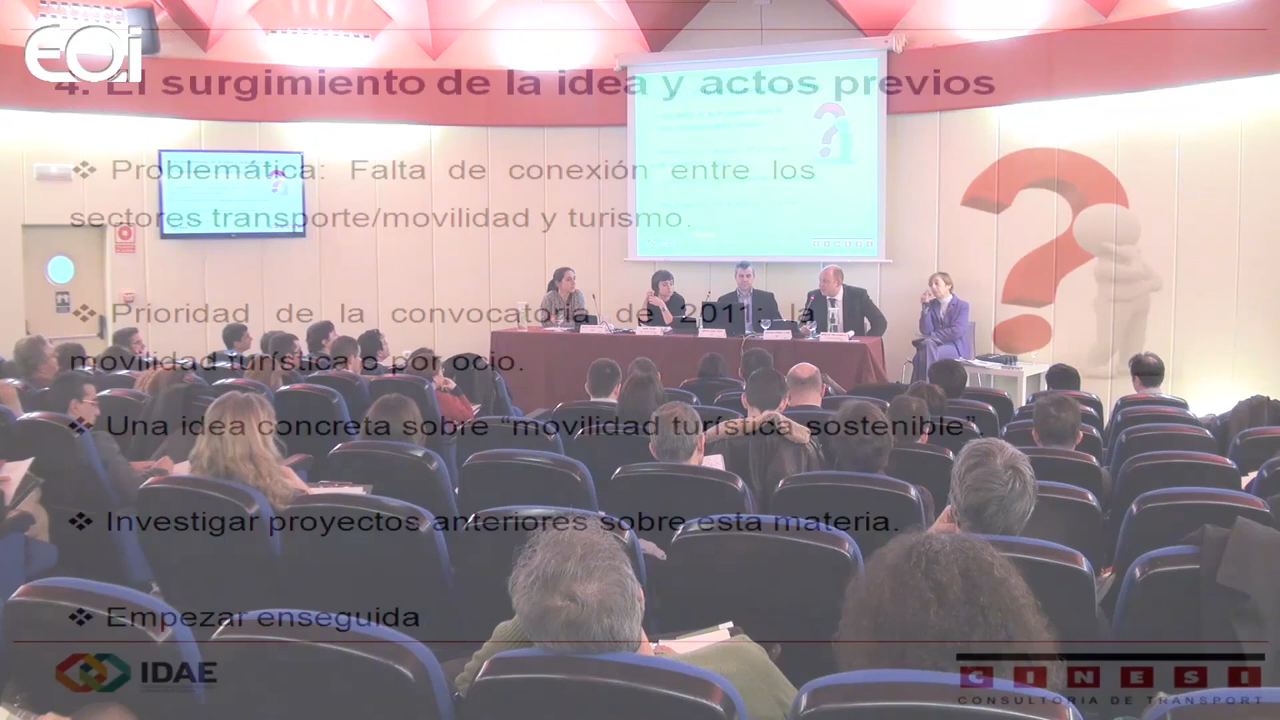 EOi
4. El surgimiento de la idea y actos previos
❖ Problemática: Falta de conexión entre los
sectores transporte/movilidad y turismo.
❖ Prioridad de la convocatoria de 2011: la
movilidad turística o por ocio.
❖ Una idea concreta sobre “movilidad turística sostenible”
❖ Investigar proyectos anteriores sobre esta materia.
❖ Empezar enseguida
IDAE
CINESI
CONSULTORIA DE TRANSPORT